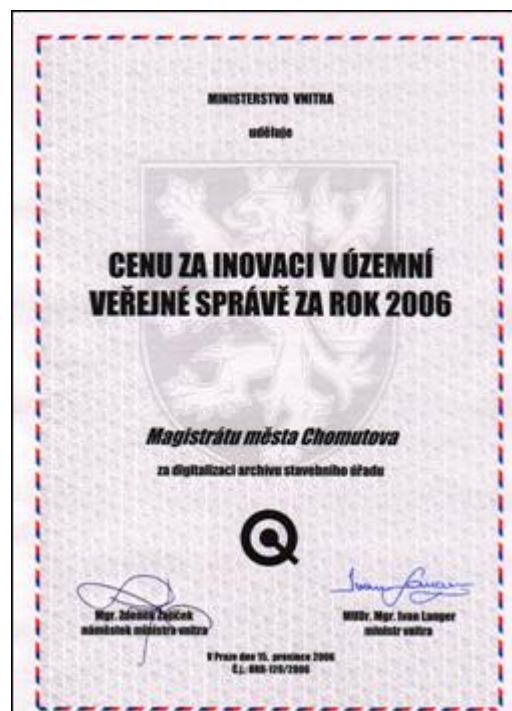 MINISTERSTVO VNITRA
uděluje
CENU ZA INOVACI V ÚZEMNÍ
VEŘEJNÉ SPRÁVĚ ZA ROK 2006
Magistrátu města Chomutova
za digitalizaci archivu stavebního úřadu
Mgr. Zdeněk Zajíček
náměstek ministra vnitra
MUDr. Mgr. Ivan Langer
ministr vnitra
V Praze dne 15. prosince 2006
Č.j.: